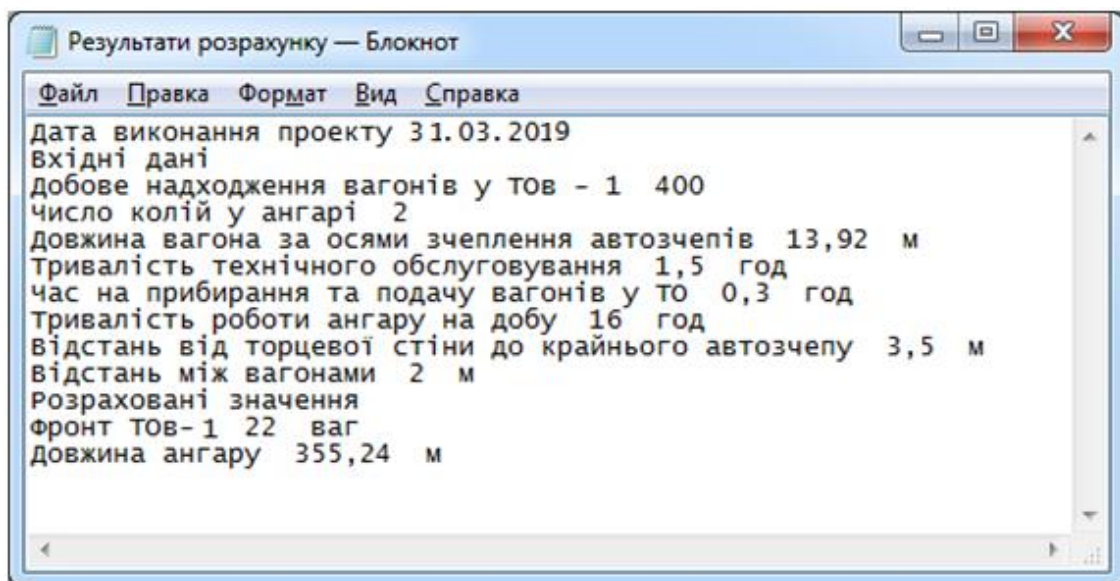 Результати розрахунку — Блокнот
Файл Правка Формат Вид Справка
Дата виконання проекту 31.03.2019
Вхідні дані
Добове надходження вагонів у ТОв - 1 400
Число колій у ангарі 2
Довжина вагона за осями зчеплення автозчепів 13,92 м
Тривалість технічного обслуговування 1,5 год
Час на прибирання та подачу вагонів у ТО 0,3 год
Тривалість роботи ангару на добу 16 год
Відстань від торцевої стіни до крайнього автозчепу 3,5 м
Відстань між вагонами 2 м
Розраховані значення
Фронт ТОв-1 22 ваг
Довжина ангару 355,24 м